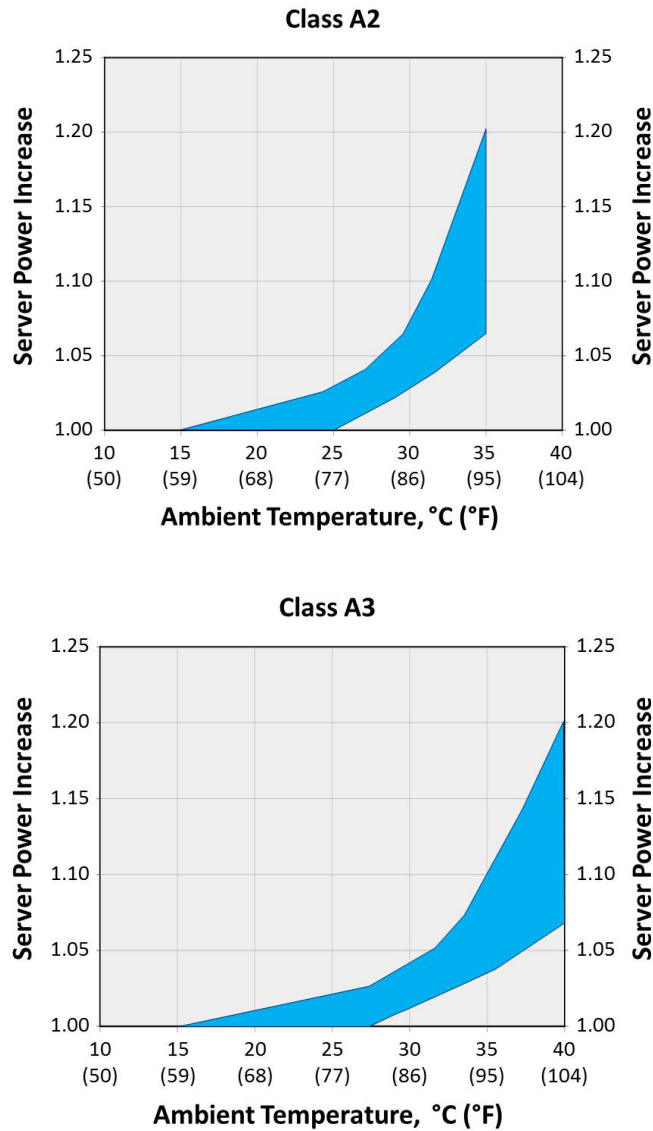 Class A2
1.25 1.25
1.20 1.20
1.15 1.15
1.10 1.10
1.05 1.05
1.00 1.00
Server Power Increase
Server Power Increase
10 15 20 25 30 35 40
(50) (59) (68) (77) (86) (95) (104)
Ambient Temperature, °C (°F)
Class A3
1.25 1.25
1.20 1.20
1.15 1.15
1.10 1.10
1.05 1.05
1.00 1.00
Server Power Increase
Server Power Increase
10 15 20 25 30 35 40
(50) (59) (68) (77) (86) (95) (104)
Ambient Temperature, °C (°F)